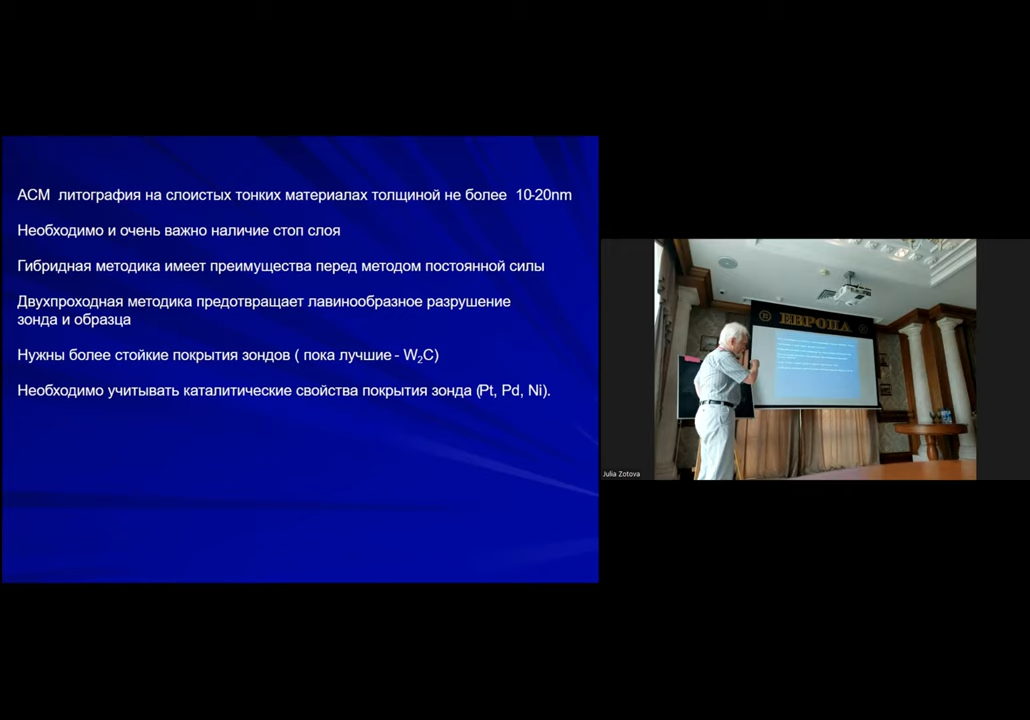 АСМ литография на слоистых тонких материалах толщиной не более 10-20nm
Необходимо и очень важно наличие стоп слоя
Гибридная методика имеет преимущества перед методом постоянной силы
Двухпроходная методика предотвращает лавинообразное разрушение
зонда и образца
Нужны более стойкие покрытия зондов ( пока лучшие - W₂C)
Необходимо учитывать каталитические свойства покрытия зонда (Pt, Pd, Ni).
ЕВРОПА
Julia Zotova